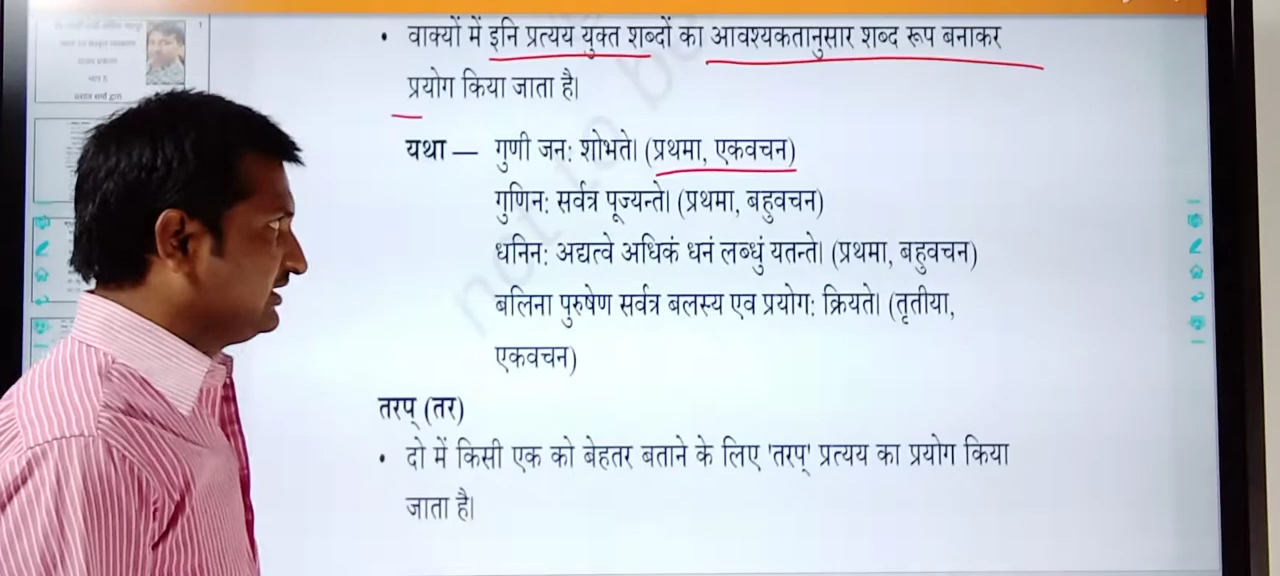 • वाक्यों में इनि प्रत्यय युक्त शब्दों का आवश्यकतानुसार शब्द रूप बनाकर
प्रयोग किया जाता है।
यथा — गुणी जन: शोभते। (प्रथमा, एकवचन)
गुणिन: सर्वत्र पूज्यन्ते। (प्रथमा, बहुवचन)
धनिन: अद्यत्वे अधिकं धनं लब्धुं यतन्ते। (प्रथमा, बहुवचन)
बलिना पुरुषेण सर्वत्र बलस्य एव प्रयोग: क्रियते। (तृतीया,
एकवचन)
तरप् (तर)
• दो में किसी एक को बेहतर बताने के लिए 'तरप्' प्रत्यय का प्रयोग किया
जाता है।